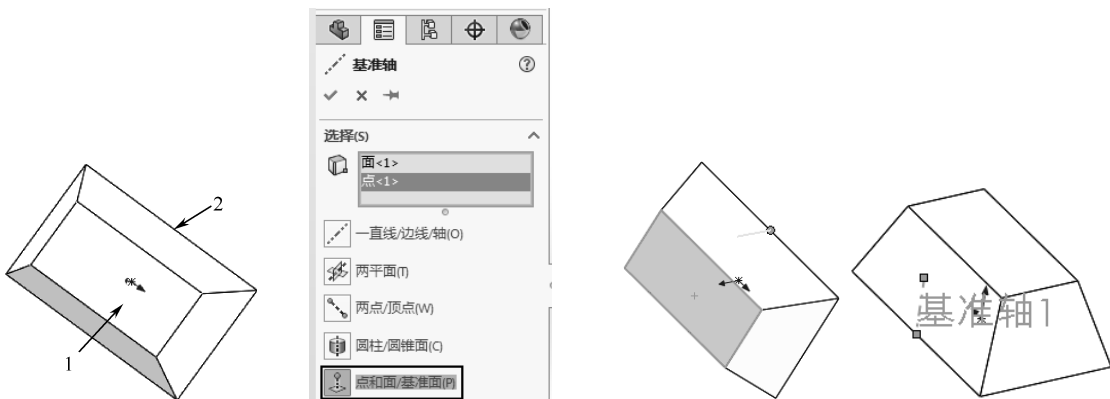 基准轴
选择(S)
面<1>
点<1>
一直线/边线/轴(O)
两平面(T)
两点/顶点(W)
圆柱/圆锥面(C)
点和面/基准面(P)
2
1
基准轴1